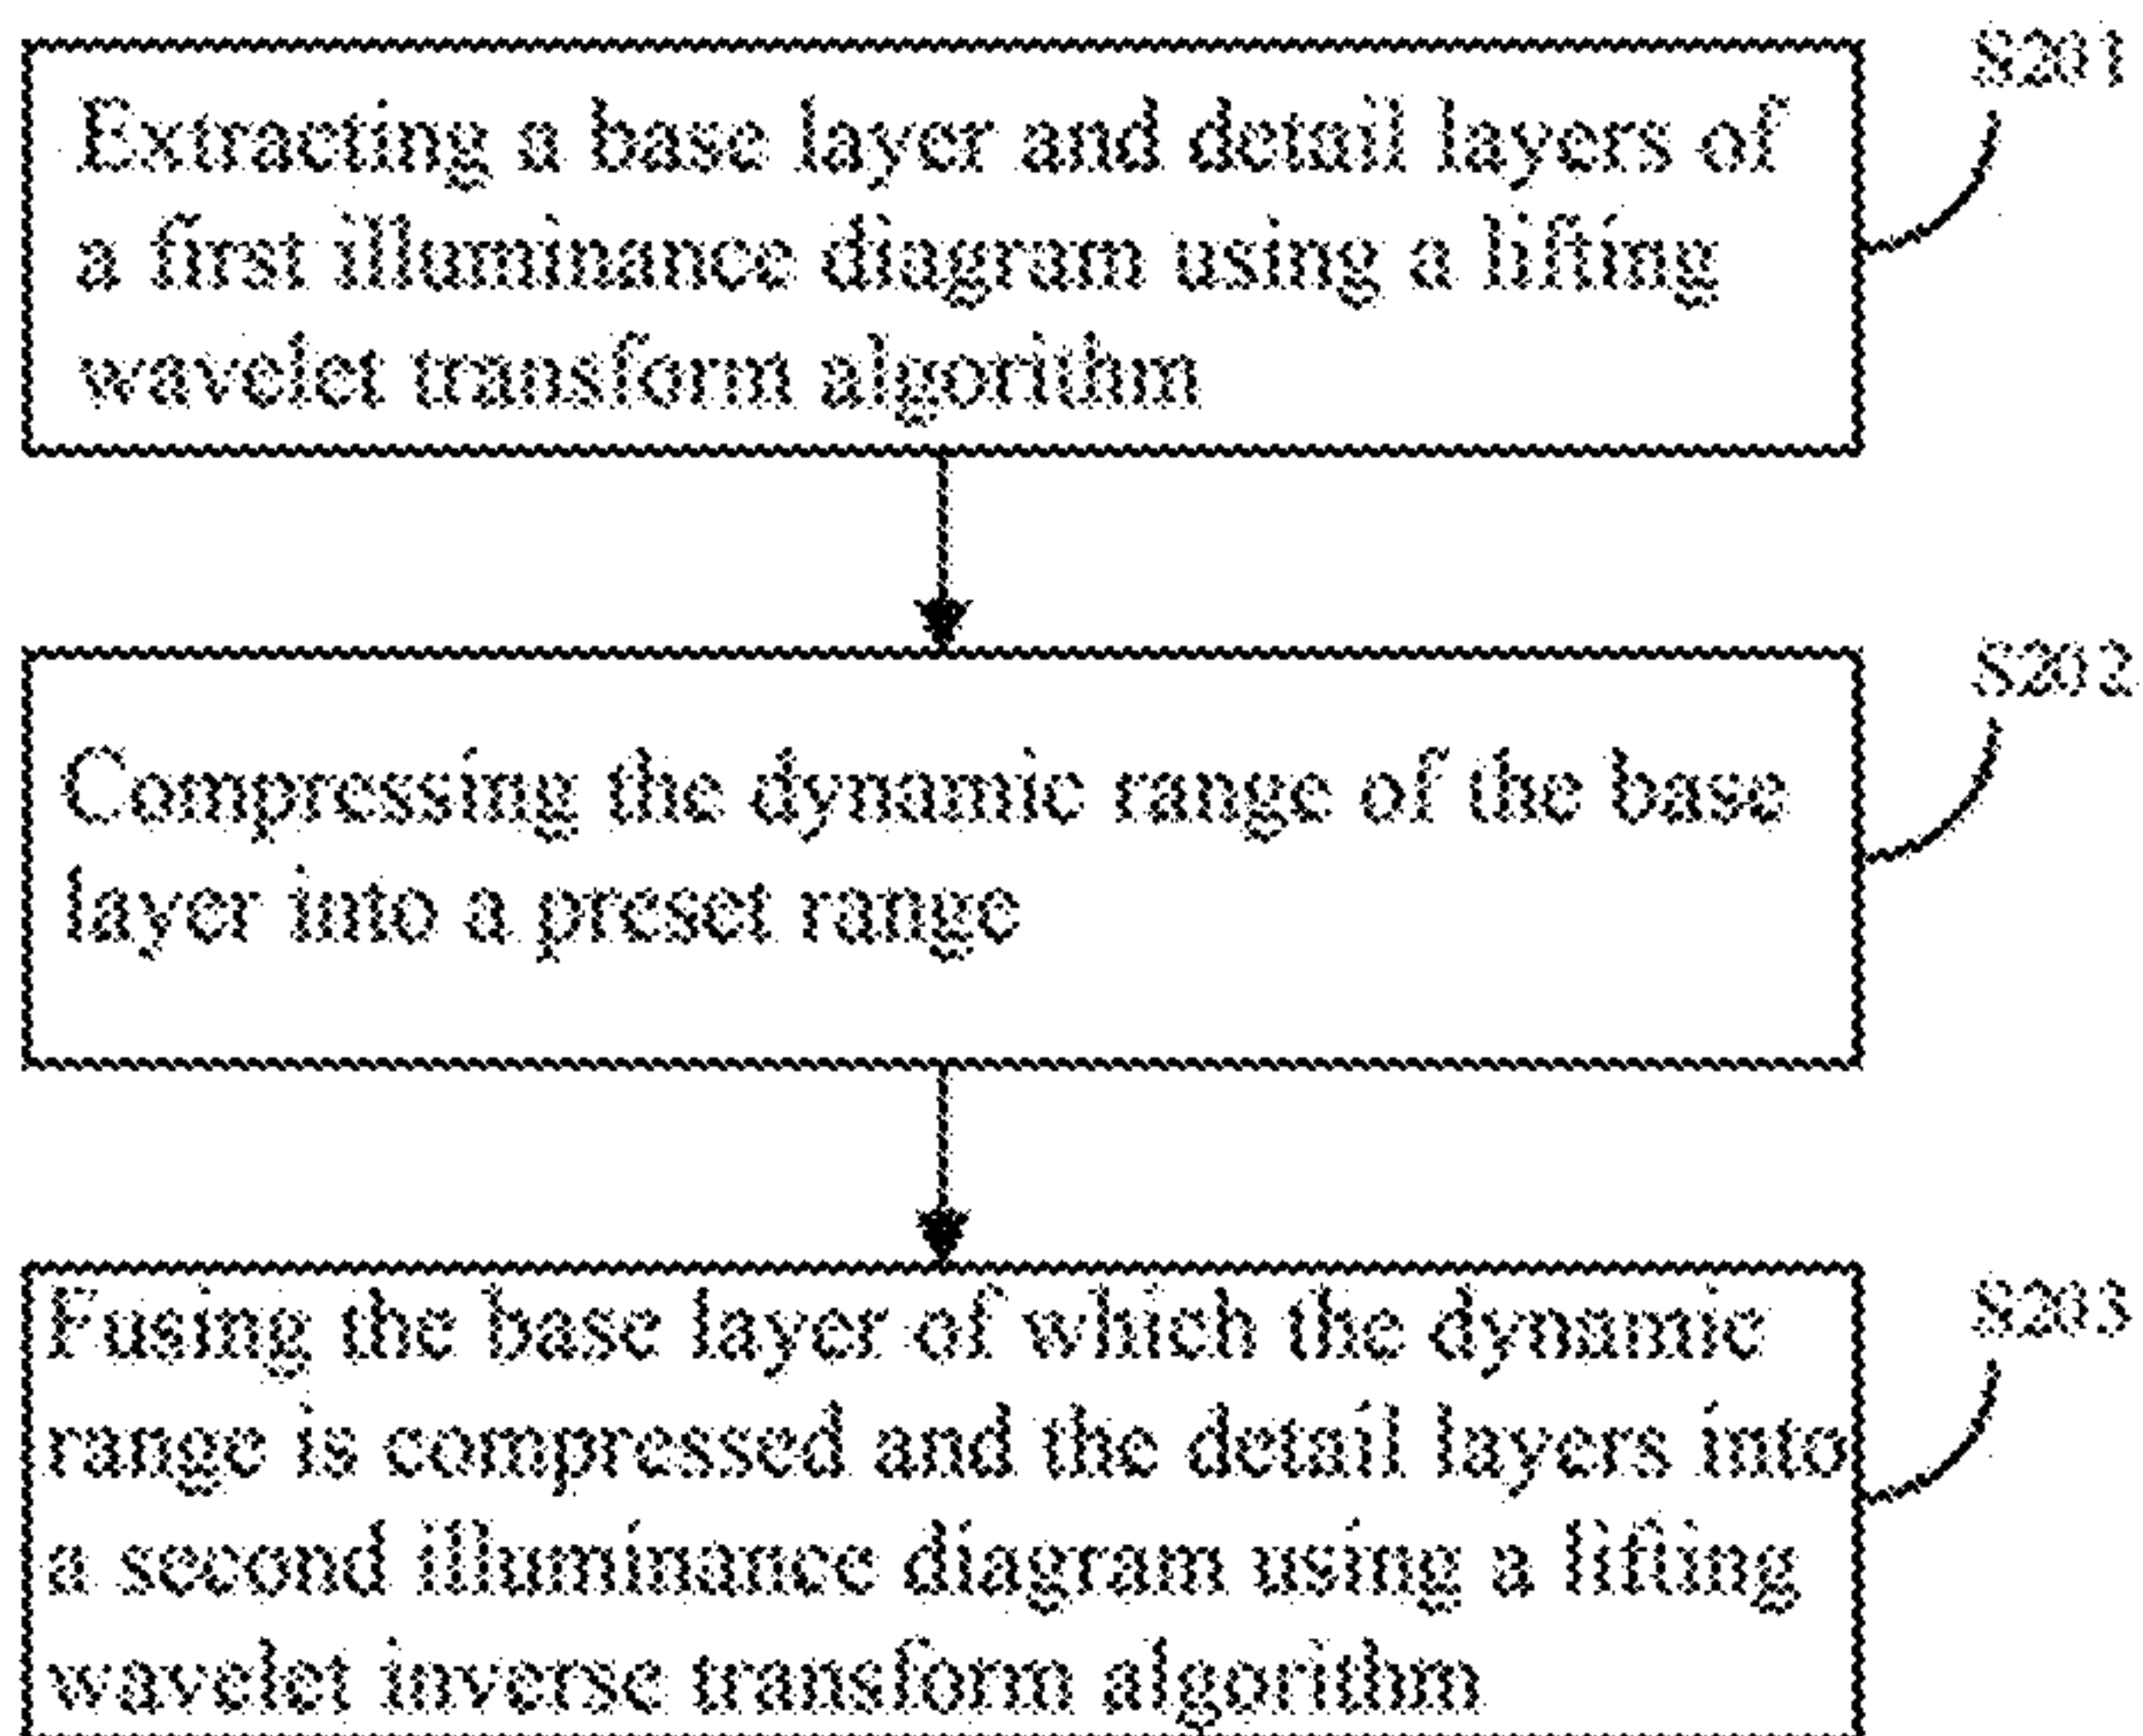 S201
Extracting a base layer and detail layers of
a first illuminance diagram using a lifting
wavelet transform algorithm
S202
Compressing the dynamic range of the base
layer into a preset range
S203
Fusing the base layer of which the dynamic
range is compressed and the detail layers into
a second illuminance diagram using a lifting
wavelet inverse transform algorithm